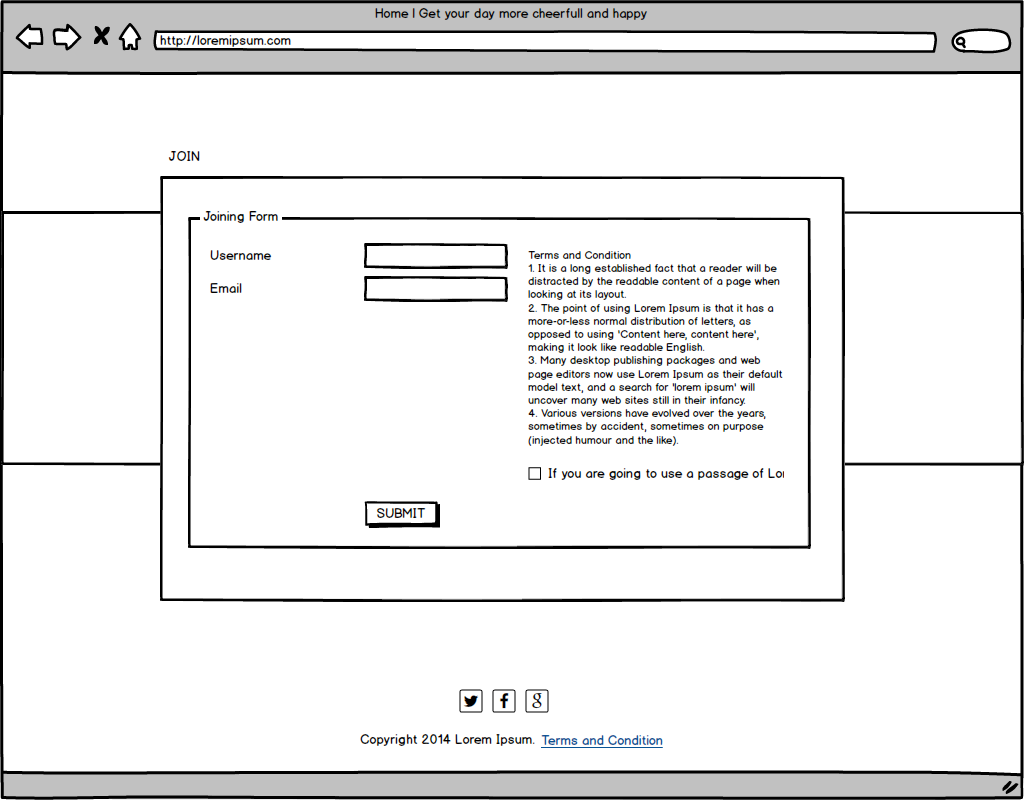 Home | Get your day more cheerfull and happy
http://loremipsum.com
JOIN
Joining Form
Username
Email
Terms and Condition
1. It is a long established fact that a reader will be
distracted by the readable content of a page when
looking at its layout.
2. The point of using Lorem Ipsum is that it has a
more-or-less normal distribution of letters, as
opposed to using 'Content here, content here',
making it look like readable English.
3. Many desktop publishing packages and web
page editors now use Lorem Ipsum as their default
model text, and a search for 'lorem ipsum' will
uncover many web sites still in their infancy.
4. Various versions have evolved over the years,
sometimes by accident, sometimes on purpose
(injected humour and the like).
If you are going to use a passage of Lor
SUBMIT
Copyright 2014 Lorem Ipsum. Terms and Condition